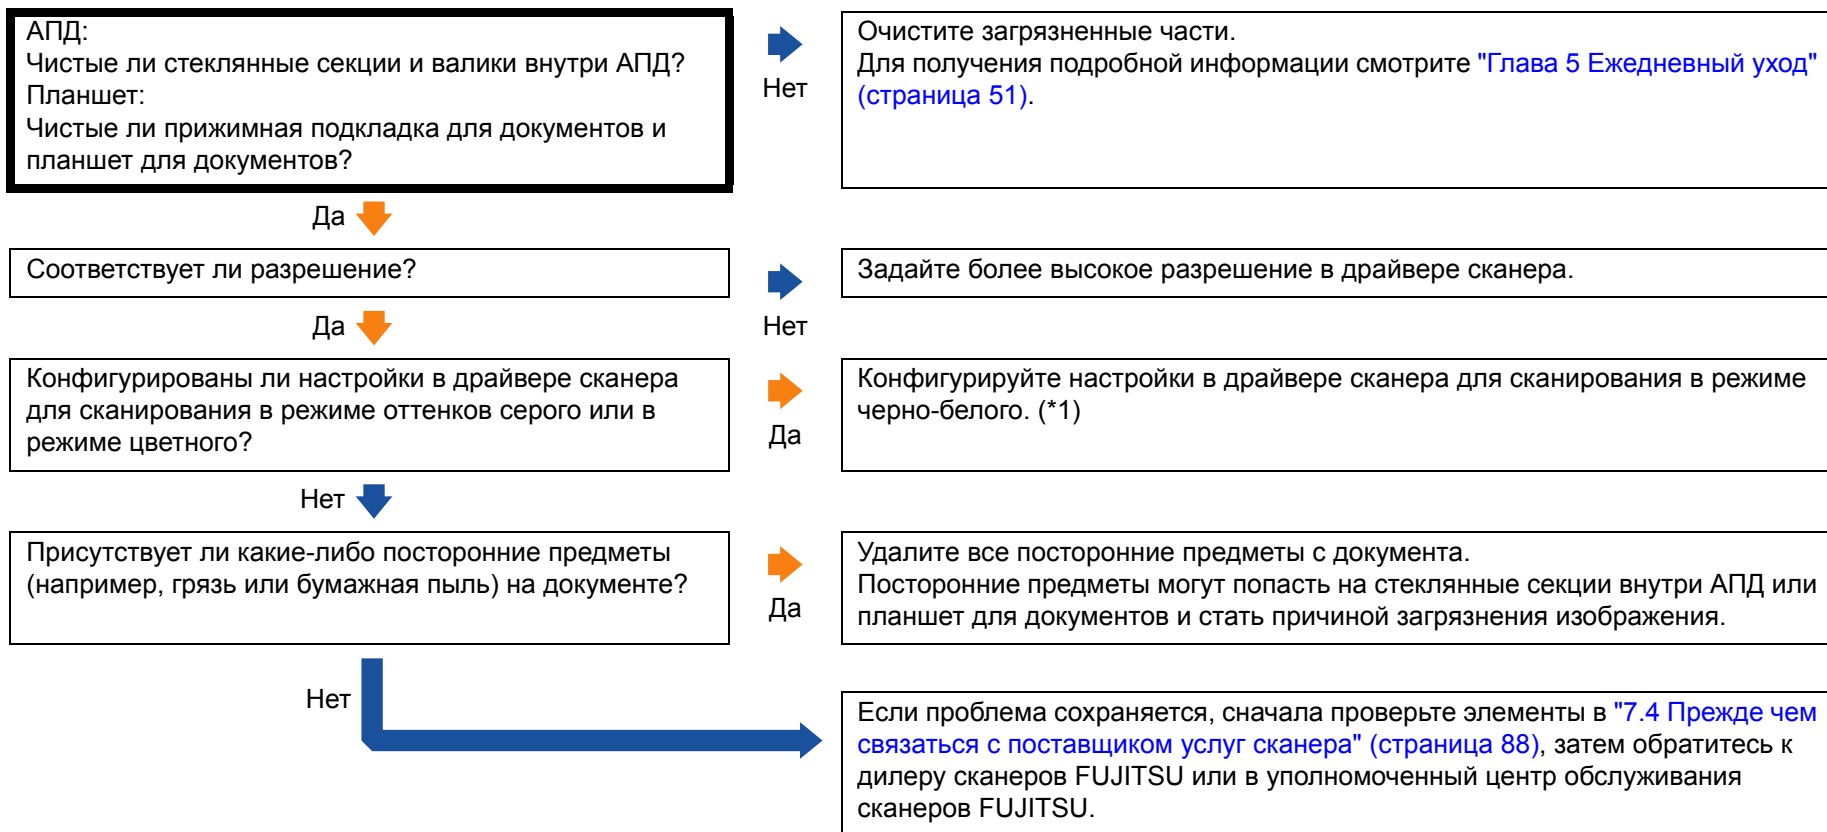 АПД:
Чистые ли стеклянные секции и валики внутри АПД?
Планшет:
Чистые ли прижимная подкладка для документов и
планшет для документов?
Нет
Очистите загрязненные части.
Для получения подробной информации смотрите "Глава 5 Ежедневный уход"
(страница 51).
Да
Соответствует ли разрешение?
Нет
Задайте более высокое разрешение в драйвере сканера.
Да
Конфигурированы ли настройки в драйвере сканера
для сканирования в режиме оттенков серого или в
режиме цветного?
Да
Конфигурируйте настройки в драйвере сканера для сканирования в режиме
черно-белого. (*1)
Нет
Присутствует ли какие-либо посторонние предметы
(например, грязь или бумажная пыль) на документе?
Да
Удалите все посторонние предметы с документа.
Посторонние предметы могут попасть на стеклянные секции внутри АПД или
планшет для документов и стать причиной загрязнения изображения.
Нет
Если проблема сохраняется, сначала проверьте элементы в "7.4 Прежде чем
связаться с поставщиком услуг сканера" (страница 88), затем обратитесь к
дилеру сканеров FUJITSU или в уполномоченный центр обслуживания
сканеров FUJITSU.